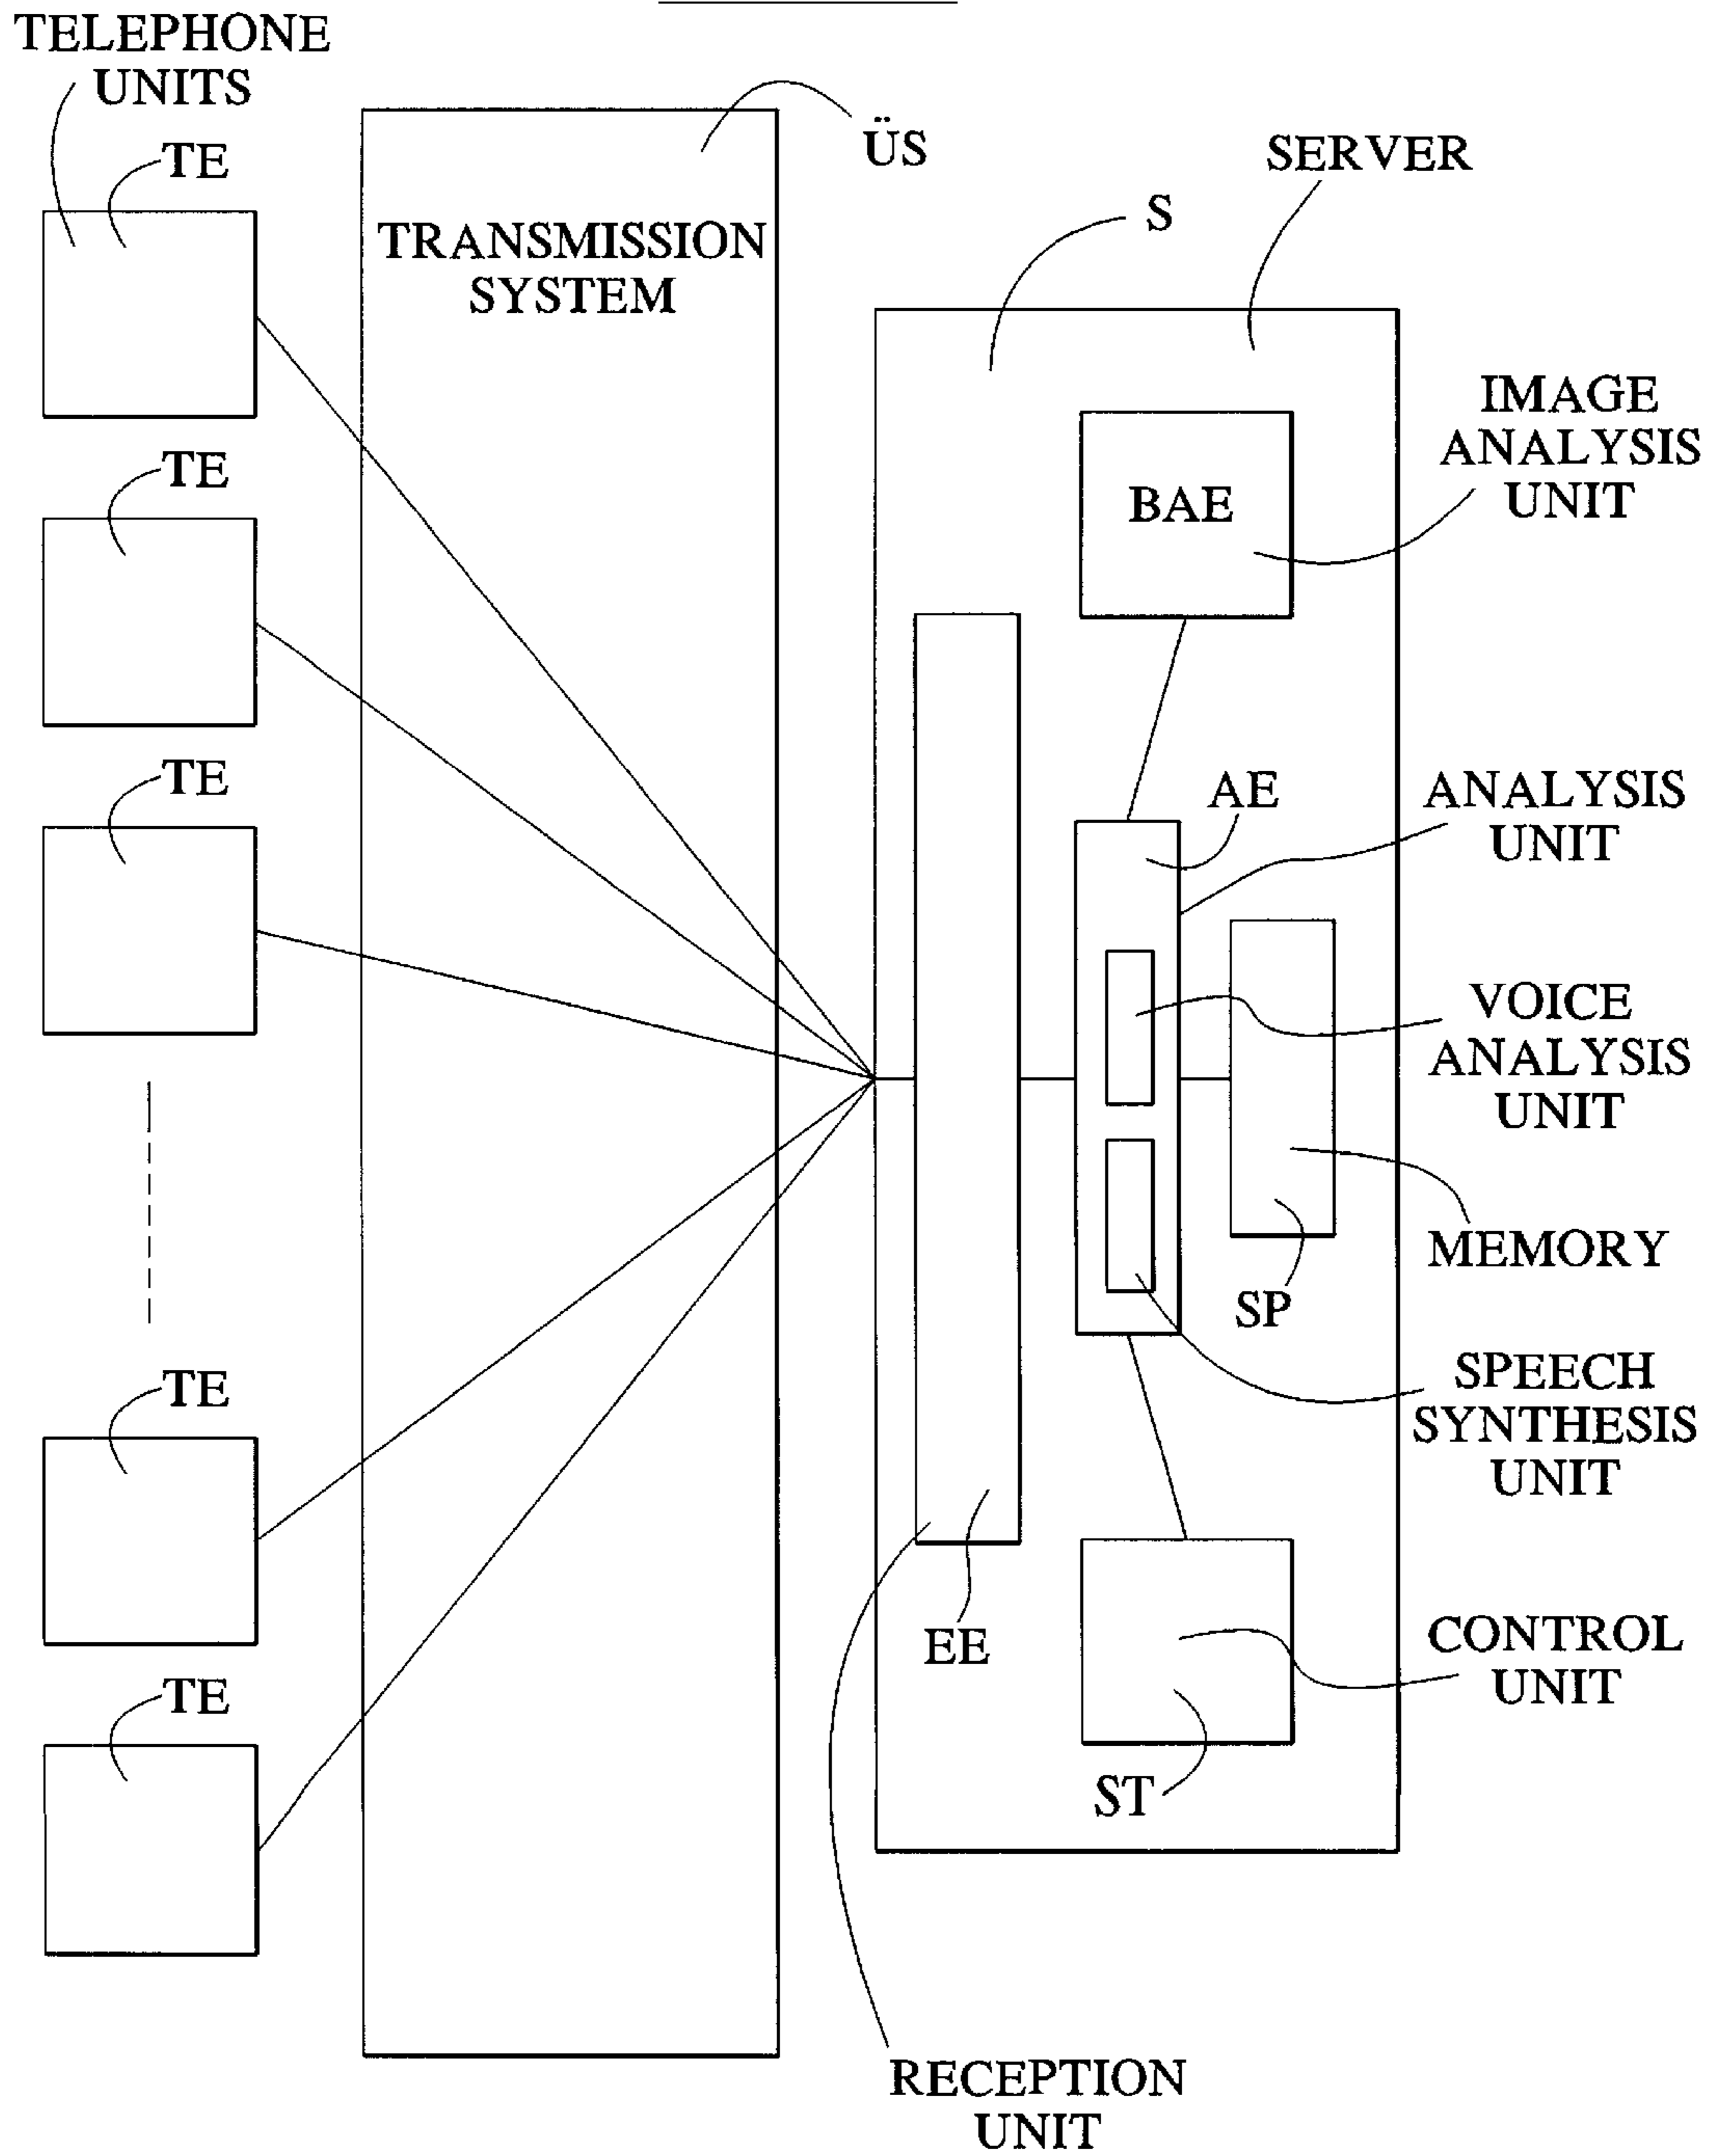 TELEPHONE
UNITS
TE
TE
TE
TE
TE
TRANSMISSION
SYSTEM
ÜS
S
SERVER
BAE
IMAGE
ANALYSIS
UNIT
AE
ANALYSIS
UNIT
VOICE
ANALYSIS
UNIT
MEMORY
SP
SPEECH
SYNTHESIS
UNIT
EE
CONTROL
UNIT
ST
RECEPTION
UNIT